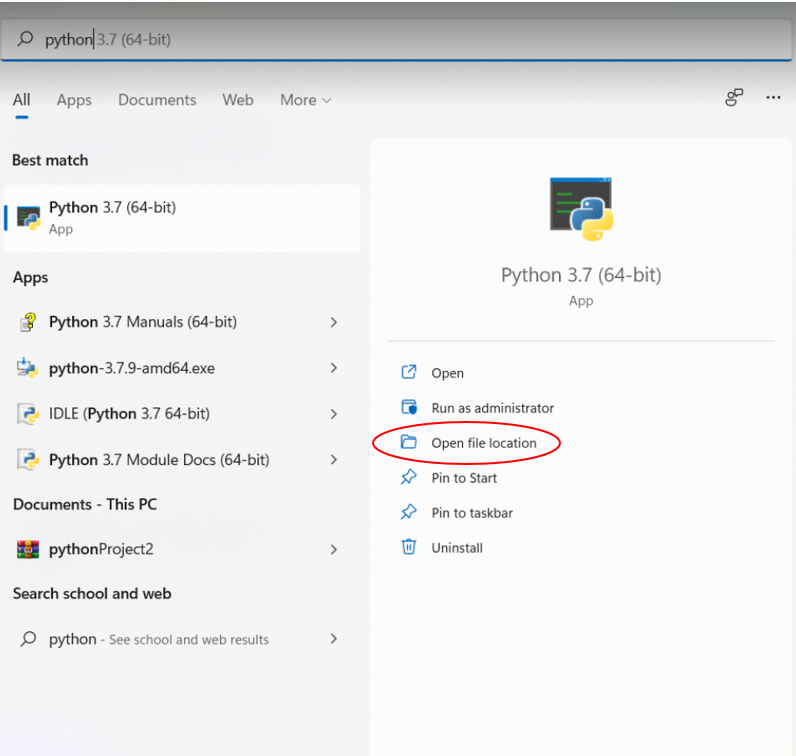 python 3.7 (64-bit)
All Apps Documents Web More
Best match
Python 3.7 (64-bit)
App
Apps
Python 3.7 Manuals (64-bit)
python-3.7.9-amd64.exe
IDLE (Python 3.7 64-bit)
Python 3.7 Module Docs (64-bit)
Documents - This PC
pythonProject2
Search school and web
python - See school and web results
Python 3.7 (64-bit)
App
Open
Run as administrator
Open file location
Pin to Start
Pin to taskbar
Uninstall